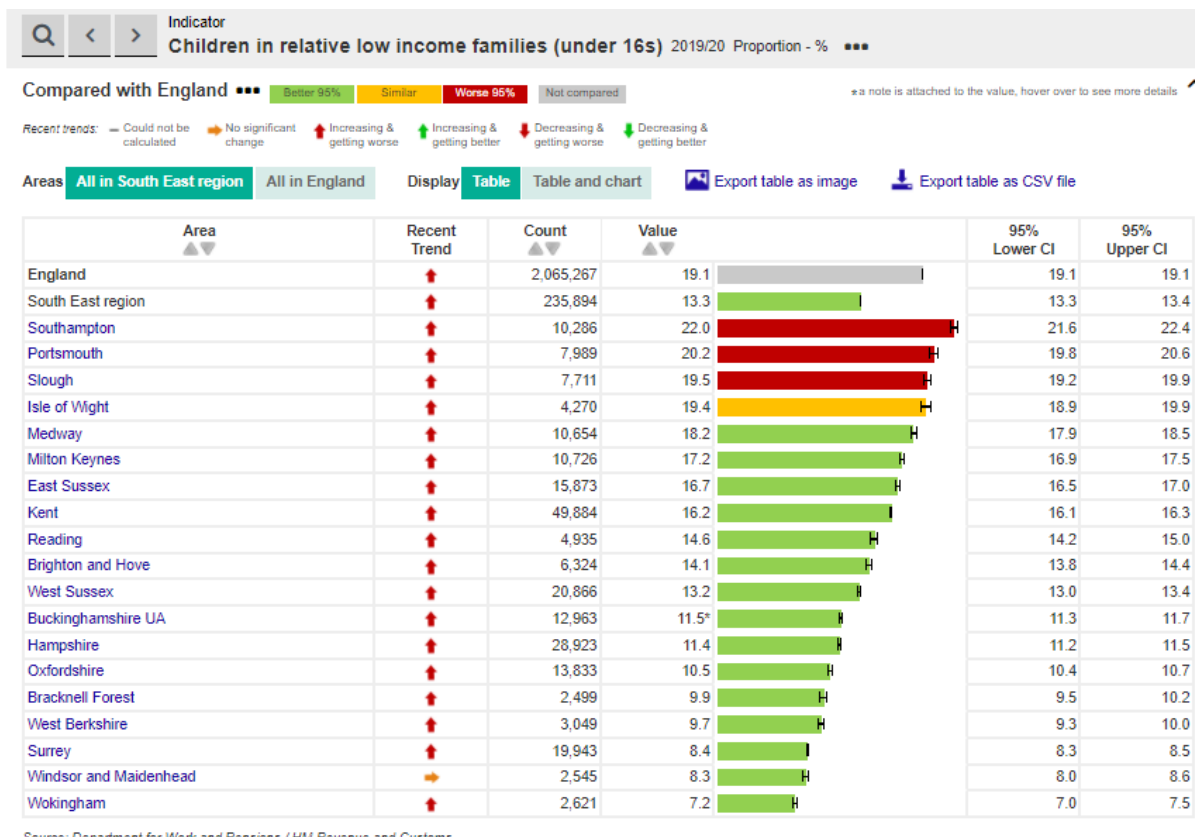 Indicator
Children in relative low income families (under 16s) 2019/20 Proportion - %
Compared with England Better 95% Similar Worse 95% Not compared *a note is attached to the value, hover over to see more details
Recent trends: Could not be calculated No significant change Increasing & getting worse Increasing & getting better Decreasing & getting worse Decreasing & getting better
Areas All in South East region All in England Display Table Table and chart Export table as image Export table as CSV file
Area Recent Trend Count Value 95% Lower CI 95% Upper CI
England 2,065,267 19.1 19.1 19.1
South East region 235,894 13.3 13.3 13.4
Southampton 10,286 22.0 21.6 22.4
Portsmouth 7,989 20.2 19.8 20.6
Slough 7,711 19.5 19.2 19.9
Isle of Wight 4,270 19.4 18.9 19.9
Medway 10,654 18.2 17.9 18.5
Milton Keynes 10,726 17.2 16.9 17.5
East Sussex 15,873 16.7 16.5 17.0
Kent 49,884 16.2 16.1 16.3
Reading 4,935 14.6 14.2 15.0
Brighton and Hove 6,324 14.1 13.8 14.4
West Sussex 20,866 13.2 13.0 13.4
Buckinghamshire UA 12,963 11.5* 11.3 11.7
Hampshire 28,923 11.4 11.2 11.5
Oxfordshire 13,833 10.5 10.4 10.7
Bracknell Forest 2,499 9.9 9.5 10.2
West Berkshire 3,049 9.7 9.3 10.0
Surrey 19,943 8.4 8.3 8.5
Windsor and Maidenhead 2,545 8.3 8.0 8.6
Wokingham 2,621 7.2 7.0 7.5
Source: Department for Work and Pensions / HM Revenue and Customs